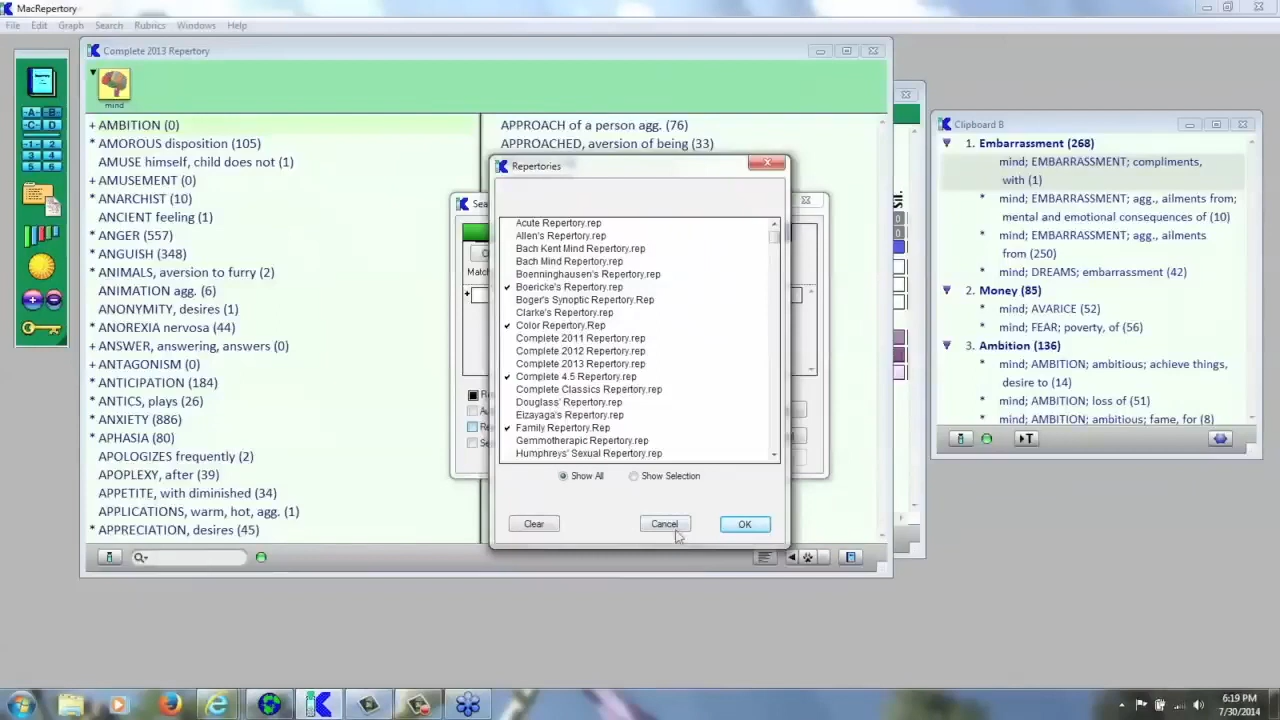 MacRepertory
File Edit Graph Search Rubrics Windows Help
Complete 2013 Repertory
mind
+ AMBITION (0)
* AMOROUS disposition (105)
AMUSE himself, child does not (1)
+ AMUSEMENT (0)
* ANARCHIST (10)
ANCIENT feeling (1)
* ANGER (557)
* ANGUISH (348)
* ANIMALS, aversion to furry (2)
ANIMATION agg. (6)
ANONYMITY, desires (1)
* ANOREXIA nervosa (44)
+ ANSWER, answering, answers (0)
+ ANTAGONISM (0)
* ANTICIPATION (184)
* ANTICS, plays (26)
* ANXIETY (886)
* APHASIA (80)
APOLOGIZES frequently (2)
APOPLEXY, after (39)
APPETITE, with diminished (34)
APPLICATIONS, warm, hot, agg. (1)
* APPRECIATION, desires (45)
APPROACH of a person agg. (76)
APPROACHED, aversion of being (33)
Sea
Match
Repertories
Acute Repertory.rep
Allen's Repertory.rep
Bach Kent Mind Repertory.rep
Bach Mind Repertory.rep
Boenninghausen's Repertory.rep
Boericke's Repertory.rep
Boger's Synoptic Repertory.rep
Clarke's Repertory.rep
Color Repertory.Rep
Complete 2011 Repertory.rep
Complete 2012 Repertory.rep
Complete 2013 Repertory.rep
Complete 4.5 Repertory.rep
Complete Classics Repertory.rep
Douglass' Repertory.rep
Eizayaga's Repertory.rep
Family Repertory.Rep
Gemmotherapic Repertory.rep
Humphreys' Sexual Repertory.rep
Show All Show Selection
Clear Cancel OK
Sil.
Clipboard B
1. Embarrassment (268)
mind; EMBARRASSMENT; compliments,
with (1)
* mind; EMBARRASSMENT; agg., ailments from;
mental and emotional consequences of (10)
* mind; EMBARRASSMENT; agg., ailments
from (250)
* mind; DREAMS; embarrassment (42)
2. Money (85)
* mind; AVARICE (52)
* mind; FEAR; poverty, of (56)
3. Ambition (136)
* mind; AMBITION; ambitious; achieve things,
desire to (14)
* mind; AMBITION; loss of (51)
* mind; AMBITION; ambitious; fame, for (8)
T
6:19 PM
7/30/2014